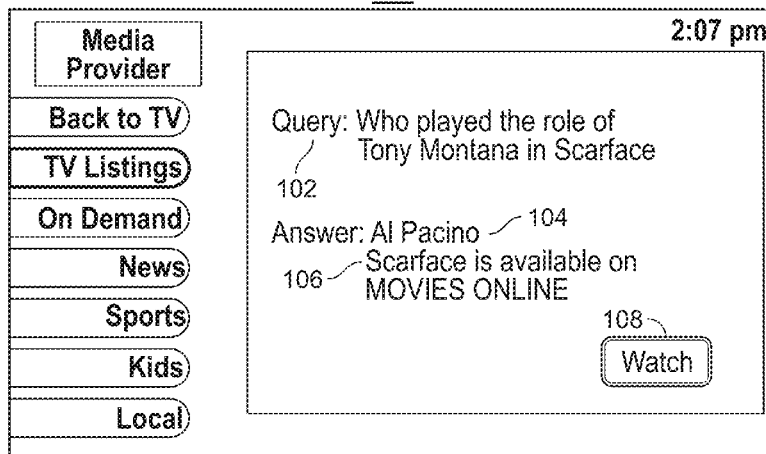 2:07 pm
Media
Provider
Back to TV
TV Listings
On Demand
News
Sports
Kids
Local
Query: Who played the role of
Tony Montana in Scarface
102
Answer: Al Pacino 104
106 Scarface is available on
MOVIES ONLINE
108
Watch